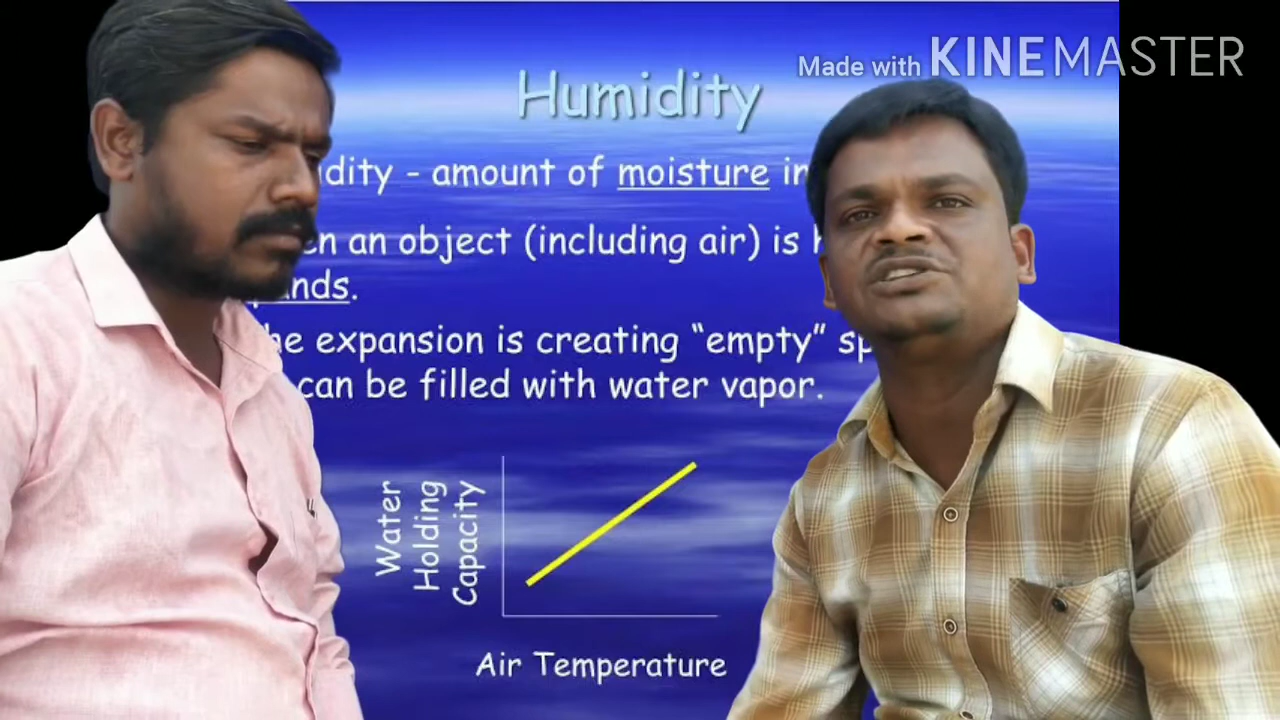 Made with KINEMASTER
Humidity
idity - amount of moisture in
en an object (including air) is h
ands.
he expansion is creating “empty” sp
can be filled with water vapor.
Water
Holding
Capacity
Air Temperature